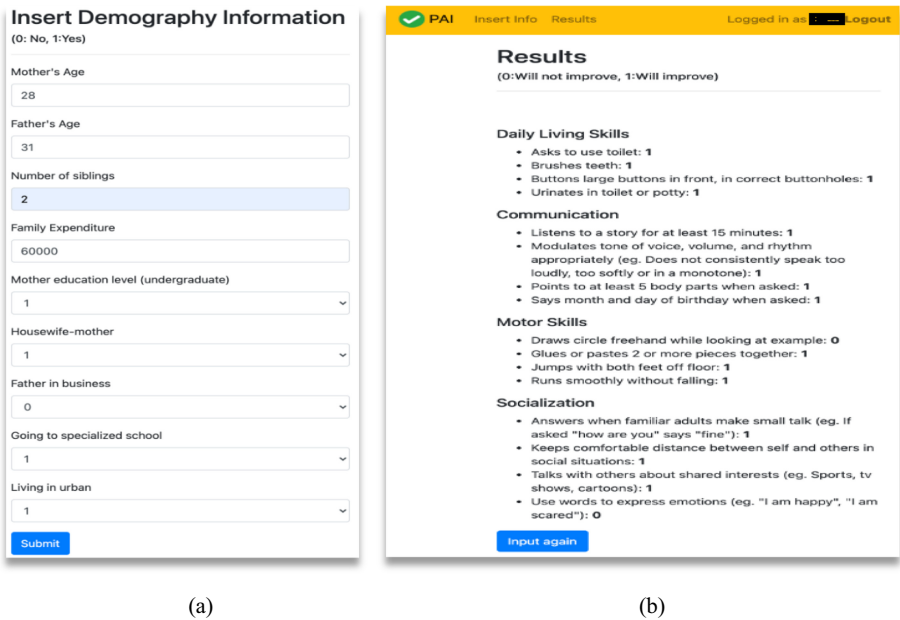 Insert Demography Information
(0: No, 1:Yes)
Mother's Age
28
Father's Age
31
Number of siblings
2
Family Expenditure
60000
Mother education level (undergraduate)
1
Housewife-mother
1
Father in business
0
Going to specialized school
1
Living in urban
1
Submit
(a)
PAI Insert Info Results Logged in as Logout
Results
(0:Will not improve, 1:Will improve)
Daily Living Skills
• Asks to use toilet: 1
• Brushes teeth: 1
• Buttons large buttons in front, in correct buttonholes: 1
• Urinates in toilet or potty: 1
Communication
• Listens to a story for at least 15 minutes: 1
• Modulates tone of voice, volume, and rhythm
appropriately (eg. Does not consistently speak too
loudly, too softly or in a monotone): 1
• Points to at least 5 body parts when asked: 1
• Says month and day of birthday when asked: 1
Motor Skills
• Draws circle freehand while looking at example: 0
• Glues or pastes 2 or more pieces together: 1
• Jumps with both feet off floor: 1
• Runs smoothly without falling: 1
Socialization
• Answers when familiar adults make small talk (eg. If
asked "how are you" says "fine"): 1
• Keeps comfortable distance between self and others in
social situations: 1
• Talks with others about shared interests (eg. Sports, tv
shows, cartoons): 1
• Use words to express emotions (eg. "I am happy", "I am
scared"): 0
Input again
(b)